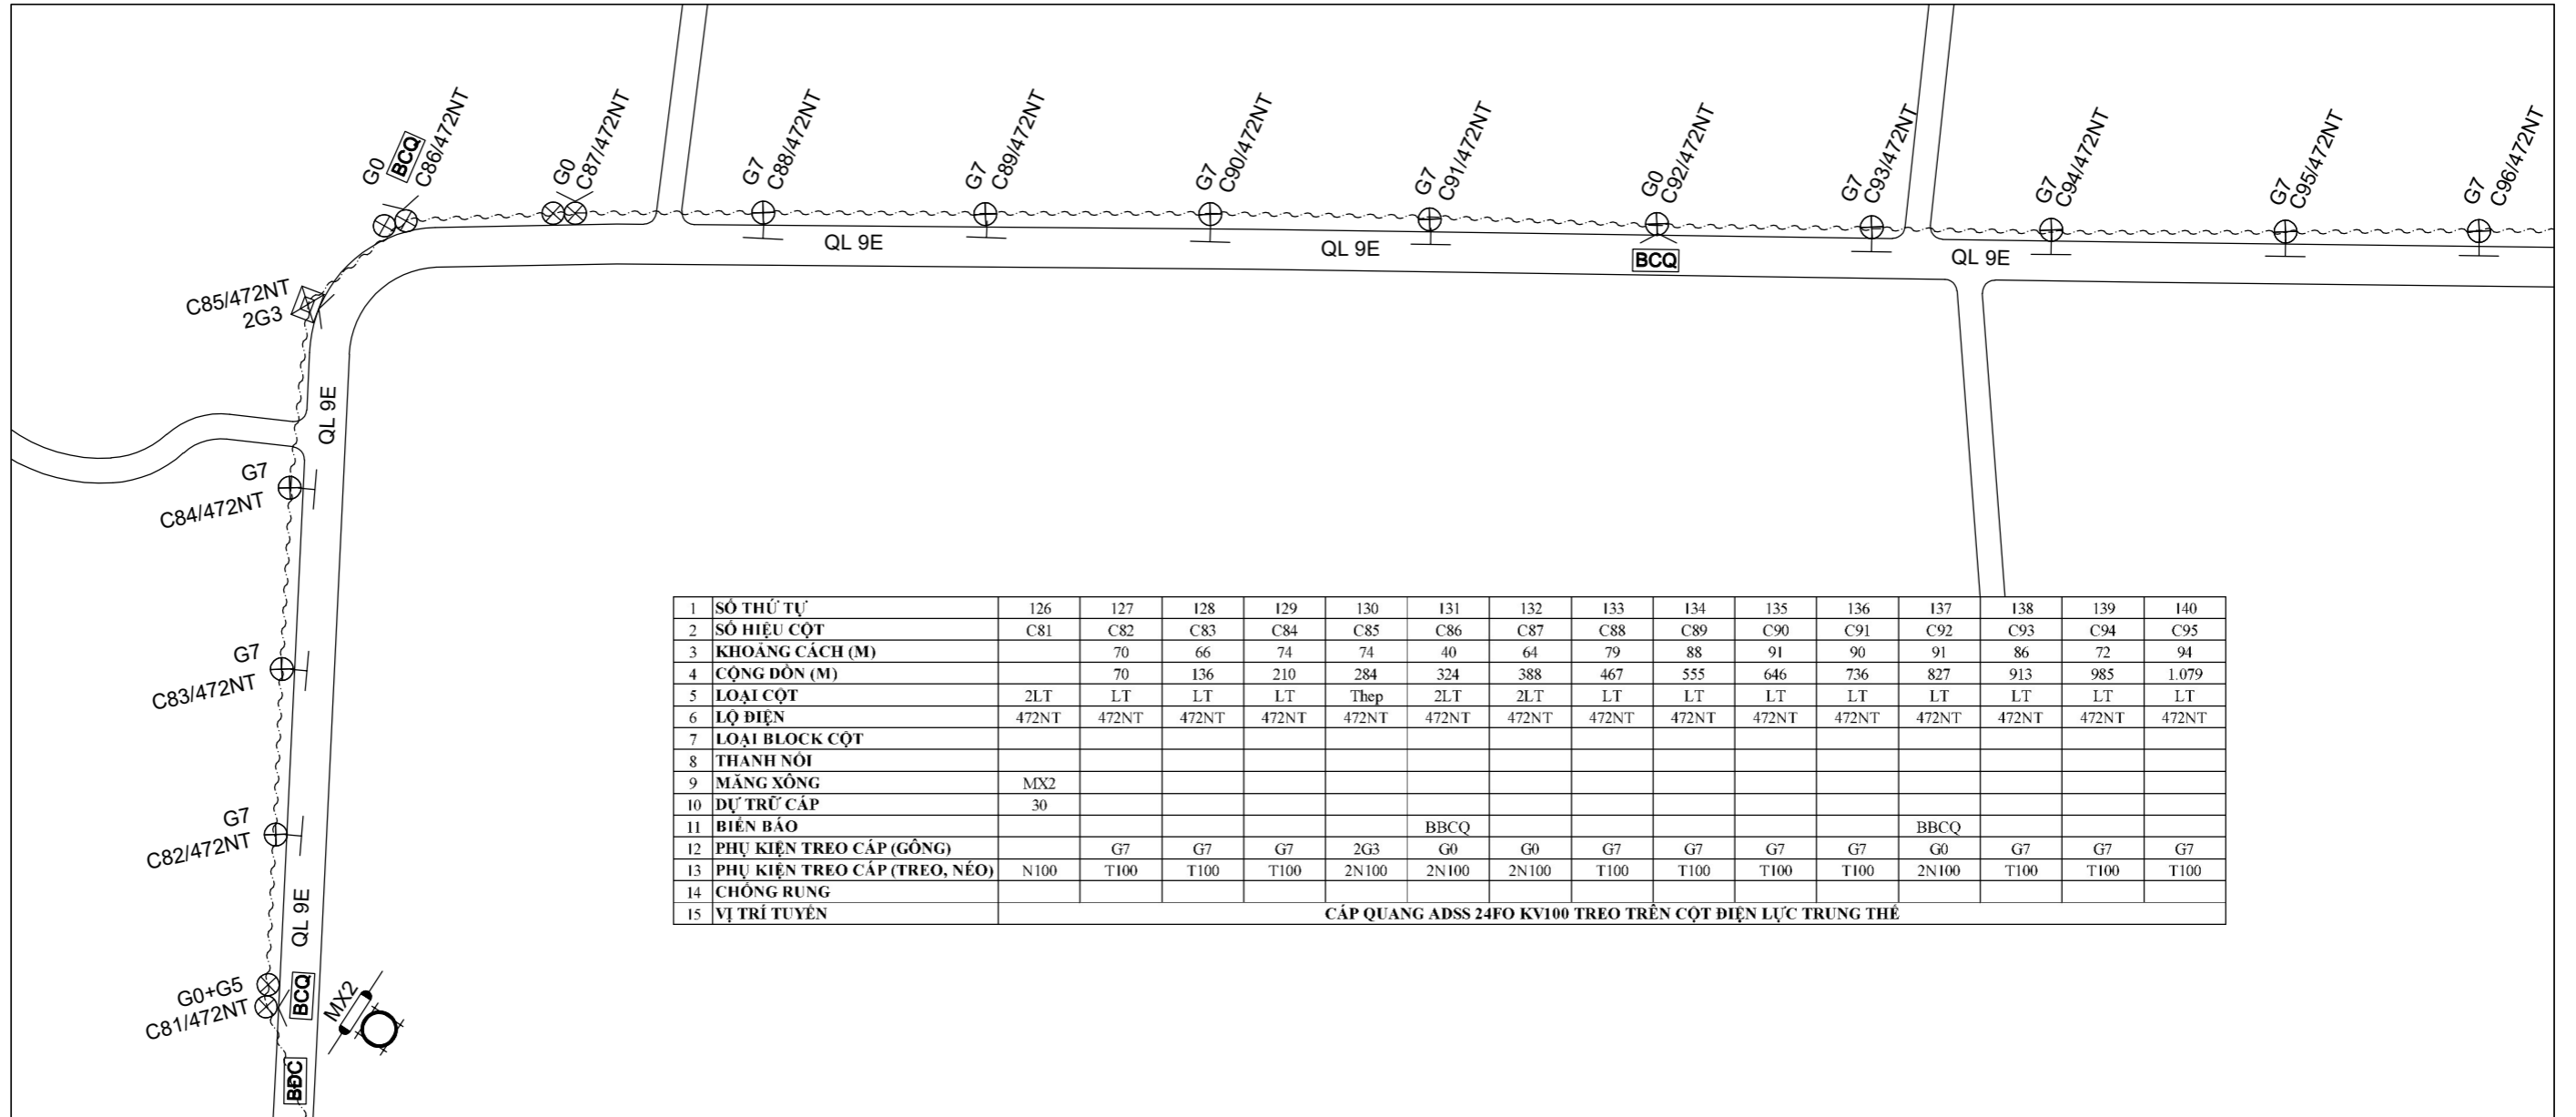 G0
BCQ
C86/472NT
G0
C87/472NT
G7
C88/472NT
G7
C89/472NT
G7
C90/472NT
G7
C91/472NT
G0
C92/472NT
G7
C93/472NT
G7
C94/472NT
G7
C95/472NT
G7
C96/472NT
QL 9E
QL 9E
BCQ
QL 9E
C85/472NT
2G3
QL 9E
G7
C84/472NT
G7
C83/472NT
G7
C82/472NT
QL 9E
G0+G5
C81/472NT
BCQ
MX2
BĐC
1 SỐ THỨ TỰ 126 127 128 129 130 131 132 133 134 135 136 137 138 139 140
2 SỐ HIỆU CỘT C81 C82 C83 C84 C85 C86 C87 C88 C89 C90 C91 C92 C93 C94 C95
3 KHOẢNG CÁCH (M) 70 66 74 74 40 64 79 88 91 90 91 86 72 94
4 CỘNG DỒN (M) 70 136 210 284 324 388 467 555 646 736 827 913 985 1.079
5 LOẠI CỘT 2LT LT LT LT Thep 2LT 2LT LT LT LT LT LT LT LT LT
6 LỘ ĐIỆN 472NT 472NT 472NT 472NT 472NT 472NT 472NT 472NT 472NT 472NT 472NT 472NT 472NT 472NT 472NT
7 LOẠI BLOCK CỘT
8 THANH NỐI
9 MĂNG XÔNG MX2
10 DỰ TRỮ CÁP 30
11 BIỂN BÁO BBCQ BBCQ
12 PHỤ KIỆN TREO CÁP (GÔNG) G7 G7 G7 2G3 G0 G0 G7 G7 G7 G7 G0 G7 G7 G7
13 PHỤ KIỆN TREO CÁP (TREO, NÉO) N100 T100 T100 T100 2N100 2N100 2N100 T100 T100 T100 T100 2N100 T100 T100 T100
14 CHỐNG RUNG
15 VỊ TRÍ TUYẾN CÁP QUANG ADSS 24FO KV100 TREO TRÊN CỘT ĐIỆN LỰC TRUNG THẾ